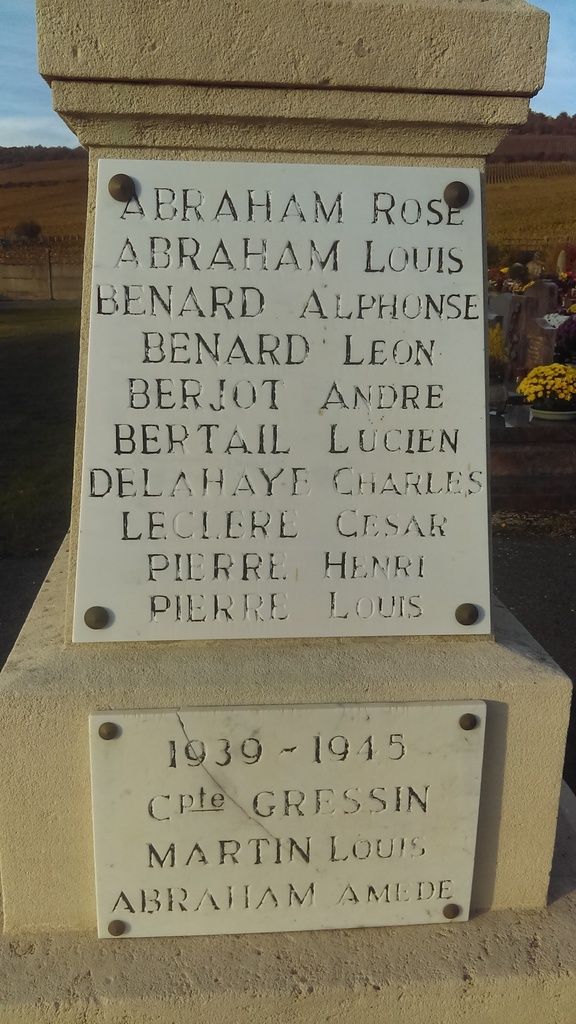 ABRAHAM ROSE
ABRAHAM LOUIS
BENARD ALPHONSE
BENARD LEON
BERJOT ANDRE
BERTAIL LUCIEN
DELAHAYE CHARLES
LECLERE CESAR
PIERRE HENRI
PIERRE LOUIS
1939 - 1945
Cpte GRESSIN
MARTIN LOUIS
ABRAHAM AMEDE